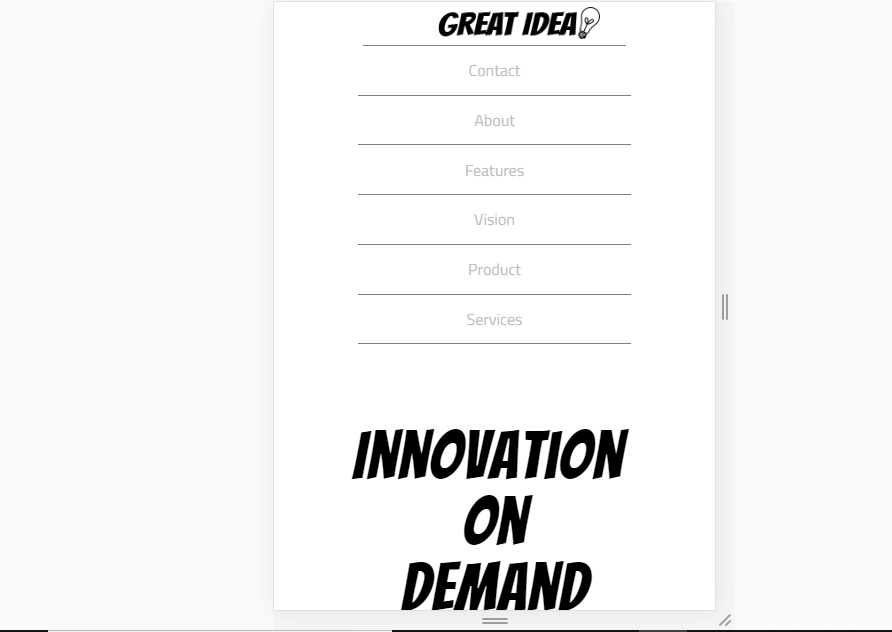 GREAT IDEA
Contact
About
Features
Vision
Product
Services
INNOVATION
ON
DEMAND